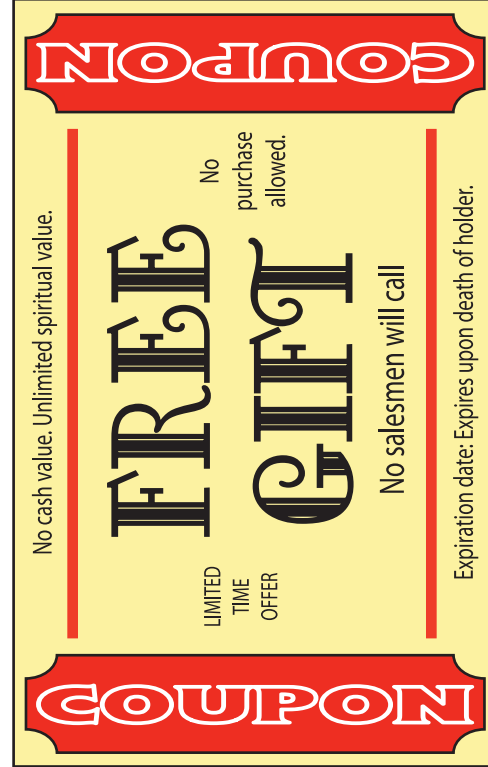 COUPON
No cash value. Unlimited spiritual value.
LIMITED
TIME
OFFER
FREE
GIFT
No
purchase
allowed.
No salesmen will call
Expiration date: Expires upon death of holder.
COUPON